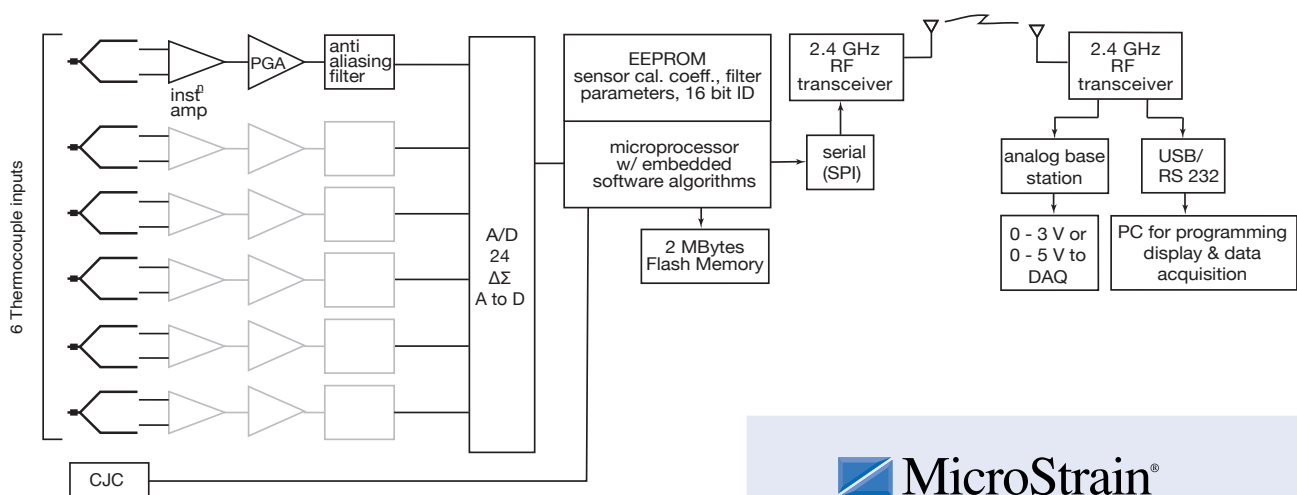 6 Thermocouple inputs
instⁿ
amp
PGA
anti
aliasing
filter
A/D
24
ΔΣ
A to D
CJC
EEPROM
sensor cal. coeff., filter
parameters, 16 bit ID
microprocessor
w/ embedded
software algorithms
2 MBytes
Flash Memory
serial
(SPI)
2.4 GHz
RF
transceiver
2.4 GHz
RF
transceiver
analog base
station
USB/
RS 232
0 - 3 V or
0 - 5 V to
DAQ
PC for programming
display & data
acquisition
MicroStrain®